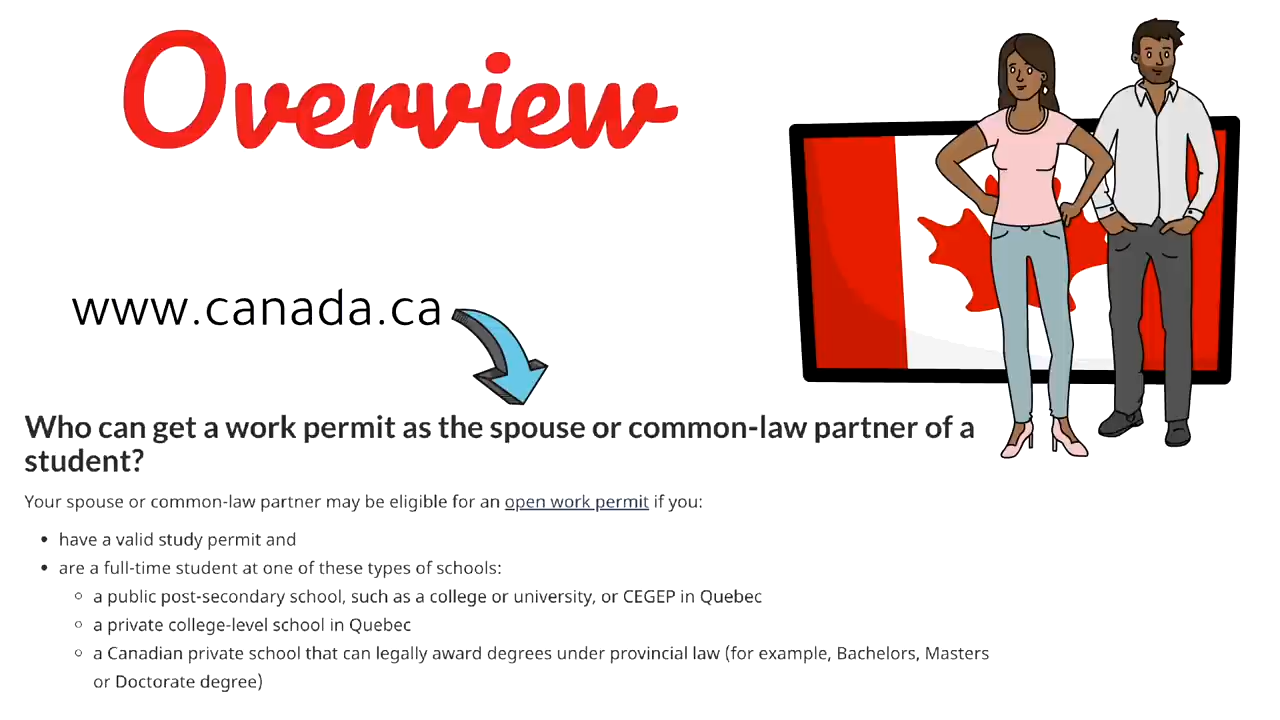 Overview
www.canada.ca
Who can get a work permit as the spouse or common-law partner of a
student?
Your spouse or common-law partner may be eligible for an open work permit if you:
• have a valid study permit and
• are a full-time student at one of these types of schools:
○ a public post-secondary school, such as a college or university, or CEGEP in Quebec
○ a private college-level school in Quebec
○ a Canadian private school that can legally award degrees under provincial law (for example, Bachelors, Masters
or Doctorate degree)